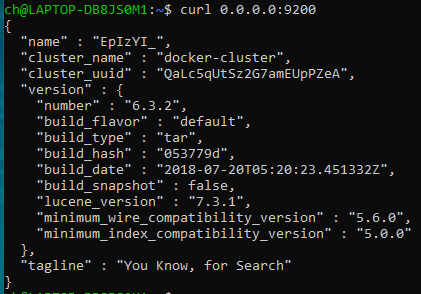 ch@LAPTOP-DB8JS0M1:~$ curl 0.0.0.0:9200
{
  "name" : "EpIzYI_",
  "cluster_name" : "docker-cluster",
  "cluster_uuid" : "QaLc5qUtSz2G7amEUpPZeA",
  "version" : {
    "number" : "6.3.2",
    "build_flavor" : "default",
    "build_type" : "tar",
    "build_hash" : "053779d",
    "build_date" : "2018-07-20T05:20:23.451332Z",
    "build_snapshot" : false,
    "lucene_version" : "7.3.1",
    "minimum_wire_compatibility_version" : "5.6.0",
    "minimum_index_compatibility_version" : "5.0.0"
  },
  "tagline" : "You Know, for Search"
}